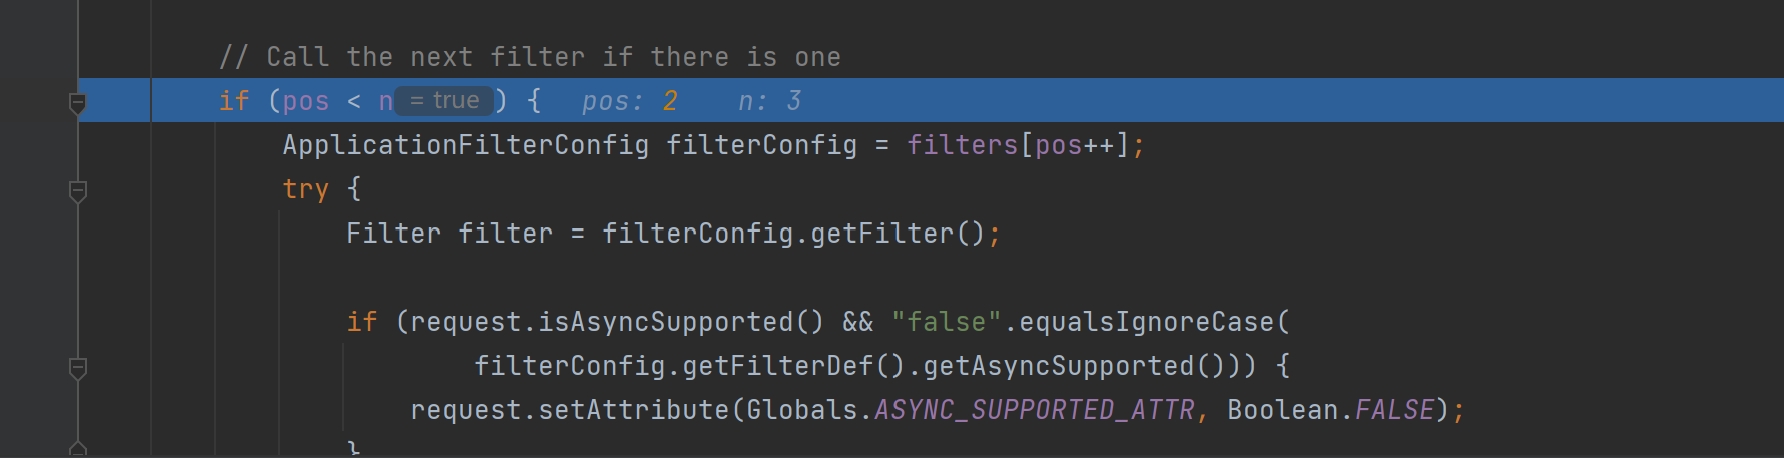 // Call the next filter if there is one
if (pos < n = true ) {   pos: 2    n: 3
ApplicationFilterConfig filterConfig = filters[pos++];
try {
Filter filter = filterConfig.getFilter();
if (request.isAsyncSupported() && "false".equalsIgnoreCase(
filterConfig.getFilterDef().getAsyncSupported())) {
request.setAttribute(Globals.ASYNC_SUPPORTED_ATTR, Boolean.FALSE);
}